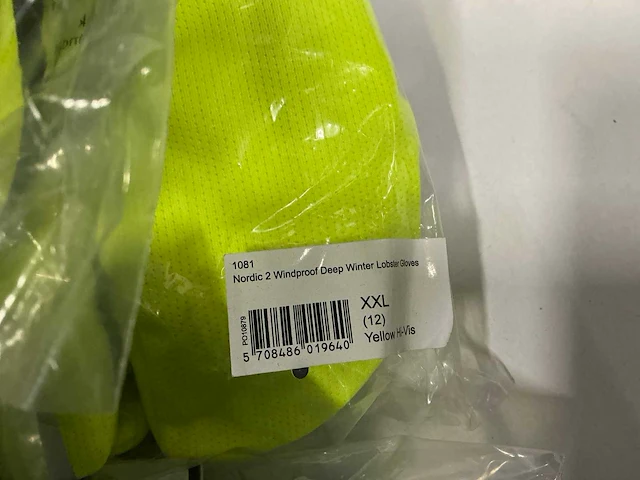 1081
Nordic 2 Windproof Deep Winter Lobster Gloves
PO10879
5 708486 019640
XXL
(12)
Yellow Hi-Vis